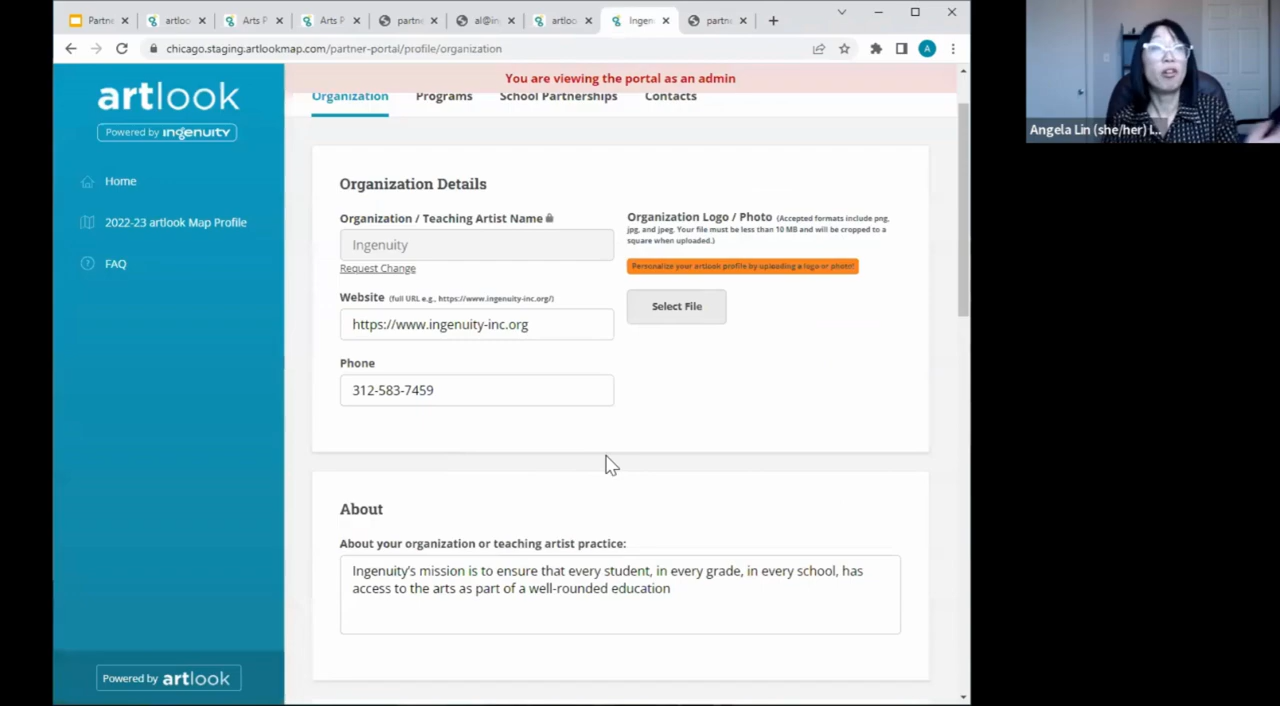 Partne
artloo
Arts P
Arts P
partne
al@in
artloo
Ingen
partne
chicago.staging.artlookmap.com/partner-portal/profile/organization
A
artlook
Powered by ingenuity
Home
2022-23 artlook Map Profile
FAQ
Powered by artlook
You are viewing the portal as an admin
Organization Programs School Partnerships Contacts
Organization Details
Organization / Teaching Artist Name
Ingenuity
Request Change
Website (full URL e.g., https://www.ingenuity-inc.org/)
https://www.ingenuity-inc.org
Phone
312-583-7459
Organization Logo / Photo (Accepted formats include png,
jpg, and jpeg. Your file must be less than 10 MB and will be cropped to a
square when uploaded.)
Personalize your artlook profile by uploading a logo or photo!
Select File
About
About your organization or teaching artist practice:
Ingenuity's mission is to ensure that every student, in every grade, in every school, has
access to the arts as part of a well-rounded education
Angela Lin (she/her) I...